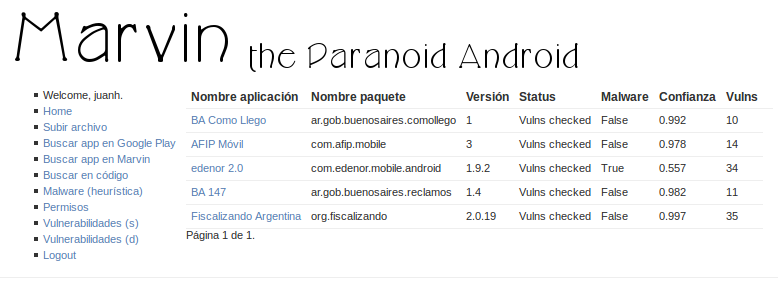 Marvin the Paranoid Android
Welcome, juanh.
Home
Subir archivo
Buscar app en Google Play
Buscar app en Marvin
Buscar en código
Malware (heurística)
Permisos
Vulnerabilidades (s)
Vulnerabilidades (d)
Logout
Nombre aplicación Nombre paquete Versión Status Malware Confianza Vulns
BA Como Llego ar.gob.buenosaires.comollego 1 Vulns checked False 0.992 10
AFIP Móvil com.afip.mobile 3 Vulns checked False 0.978 14
edenor 2.0 com.edenor.mobile.android 1.9.2 Vulns checked True 0.557 34
BA 147 ar.gob.buenosaires.reclamos 1.4 Vulns checked False 0.982 11
Fiscalizando Argentina org.fiscalizando 2.0.19 Vulns checked False 0.997 35
Página 1 de 1.